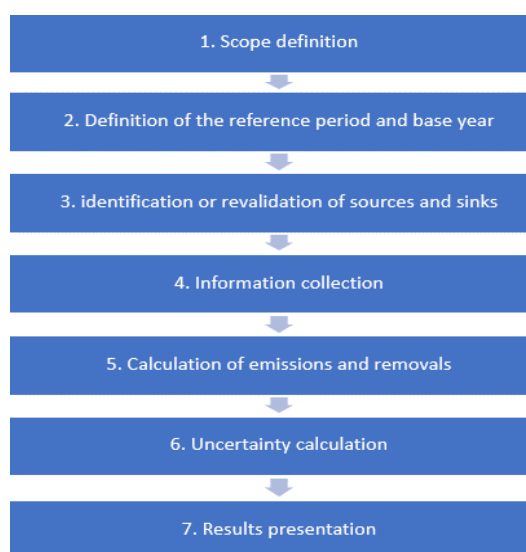 1. Scope definition
2. Definition of the reference period and base year
3. identification or revalidation of sources and sinks
4. Information collection
5. Calculation of emissions and removals
6. Uncertainty calculation
7. Results presentation